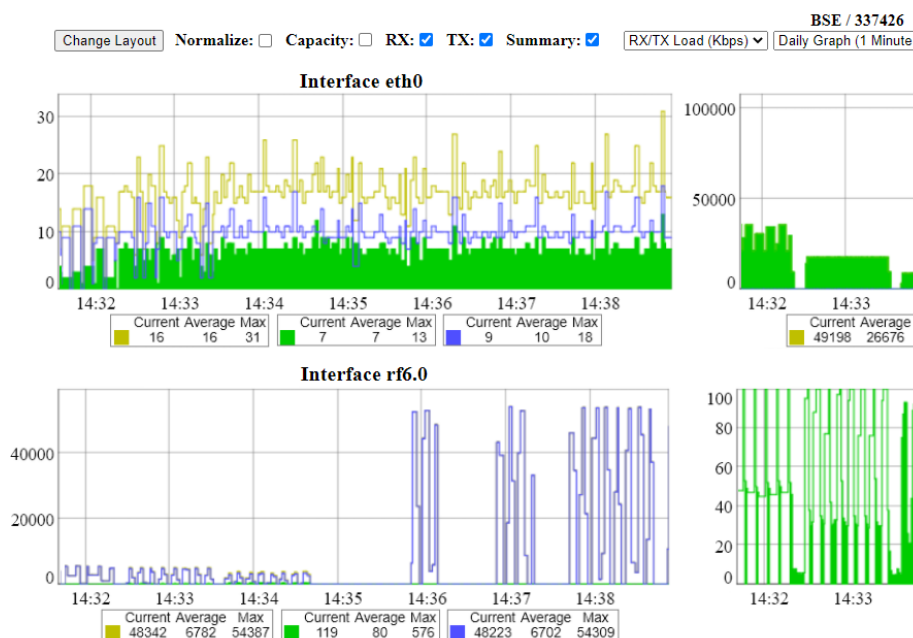 BSE / 337426
Change Layout Normalize: Capacity: RX: TX: Summary: RX/TX Load (Kbps) Daily Graph (1 Minute
Interface eth0
30
20
10
0
14:32 14:33 14:34 14:35 14:36 14:37 14:38
Current Average Max
16 16 31
Current Average Max
7 7 13
Current Average Max
9 10 18
100000
50000
0
14:32 14:33
Current Average
49198 26676
Interface rf6.0
40000
20000
0
14:32 14:33 14:34 14:35 14:36 14:37 14:38
Current Average Max
48342 6782 54387
Current Average Max
119 80 576
Current Average Max
48223 6702 54309
100
80
60
40
20
0
14:32 14:33